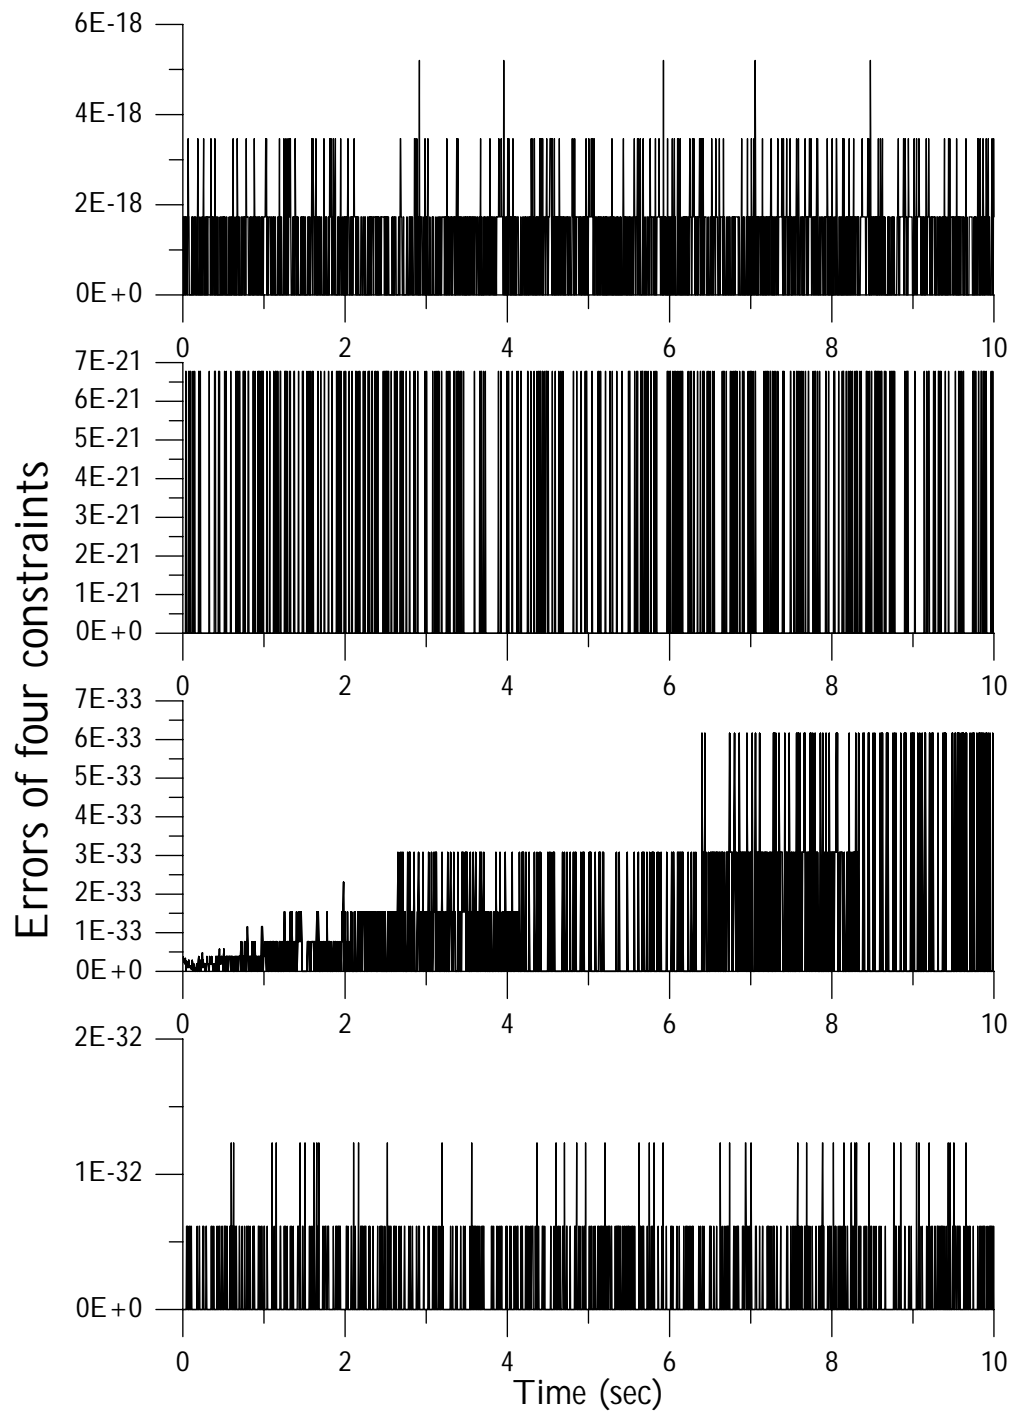 6E-18
4E-18
2E-18
0E+0
0 2 4 6 8 10
7E-21
6E-21
5E-21
4E-21
3E-21
2E-21
1E-21
0E+0
0 2 4 6 8 10
7E-33
6E-33
5E-33
4E-33
3E-33
2E-33
1E-33
0E+0
0 2 4 6 8 10
2E-32
1E-32
0E+0
0 2 4 6 8 10
Errors of four constraints
Time (sec)